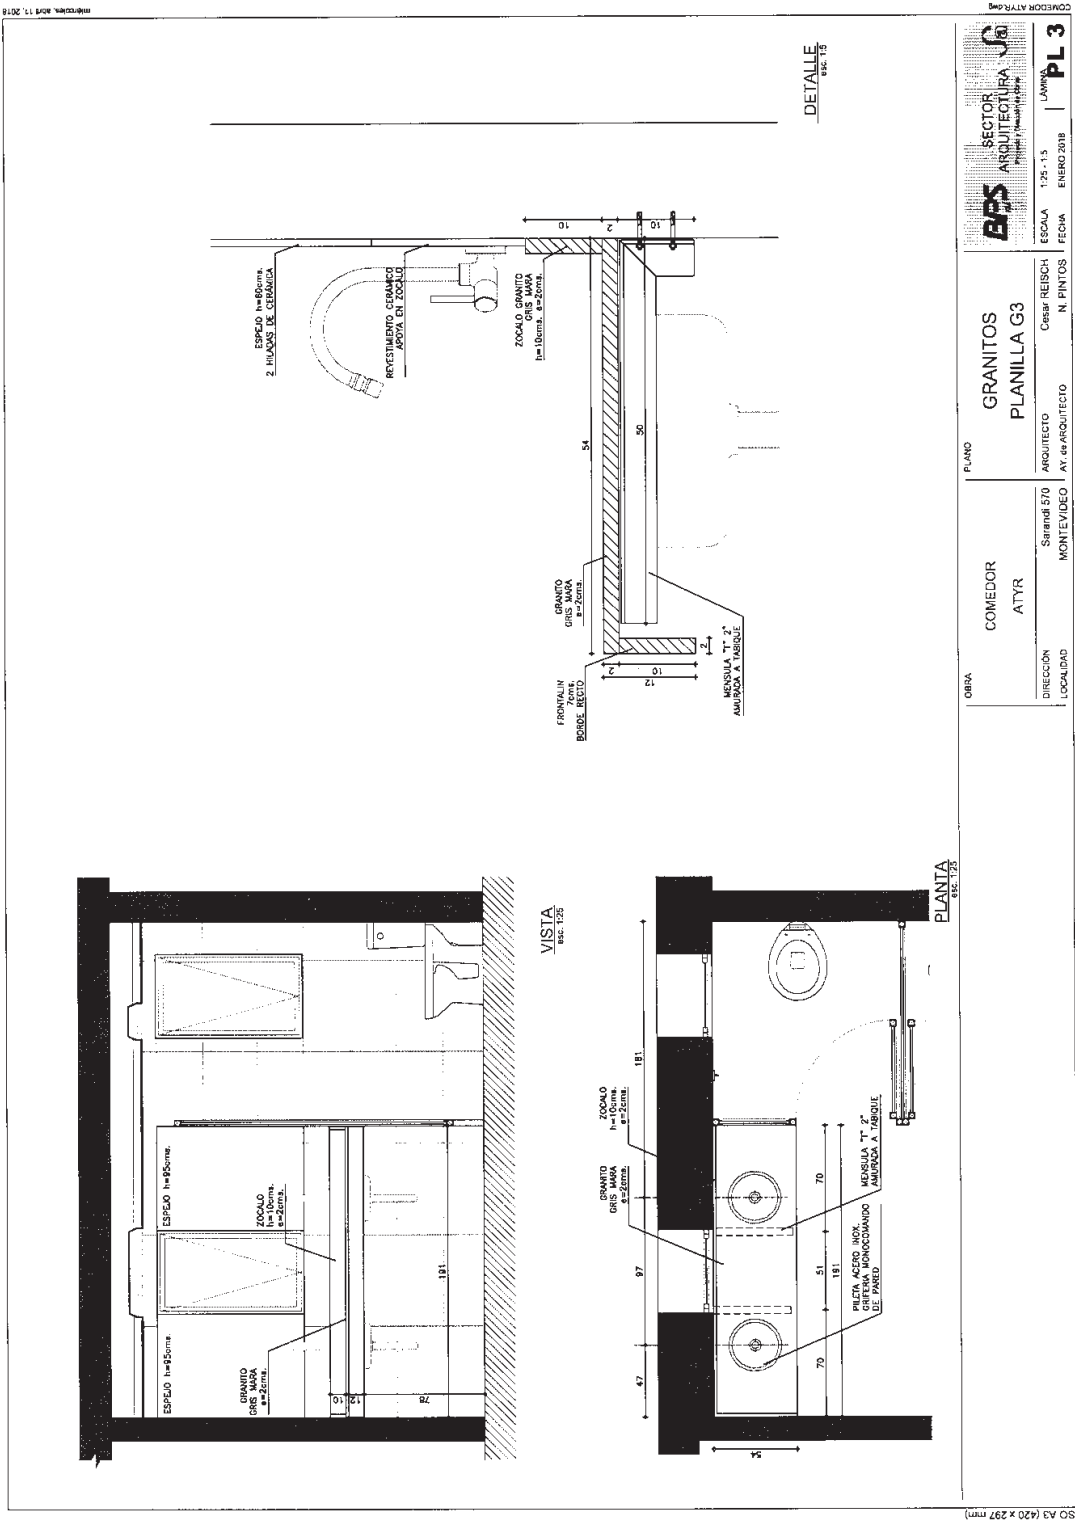 COMEDOR ATYR.dwg
miércoles, abril 11, 2018
ISO A3 (420 x 297 mm)
VISTA
esc. 1:25
ESPEJO h=95cms.
ESPEJO h=95cms.
GRANITO
GRIS MARA
e=2cms.
ZOCALO
h=10cms.
e=2cms.
191
10
12
78
PLANTA
esc. 1:25
47
97
181
GRANITO
GRIS MARA
e=2cms.
ZOCALO
h=10cms.
e=2cms.
70
51
70
191
54
PILETA ACERO INOX.
GRIFERIA MONOCOMANDO
DE PARED
MENSULA "T" 2"
AMURADA A TABIQUE
DETALLE
esc. 1:5
ESPEJO h=80cms.
2 HILADAS DE CERÁMICA
REVESTIMIENTO CERÁMICO
APOYA EN ZOCALO
ZOCALO GRANITO
GRIS MARA
h=10cms. e=2cms.
GRANITO
GRIS MARA
e=2cms.
FRONTALIN
7cms.
BORDE RECTO
MENSULA "T" 2"
AMURADA A TABIQUE
54
50
10
2
10
2
10
12
2
OBRA
COMEDOR
ATYR
DIRECCIÓN Sarandí 570
LOCALIDAD MONTEVIDEO
PLANO
GRANITOS
PLANILLA G3
ARQUITECTO Cesar REISCH
AY. de ARQUITECTO N. PINTOS
BPS
SECTOR
ARQUITECTURA
Sa
ESCALA 1:25 - 1:5
FECHA ENERO 2018
LÁMINA
PL 3